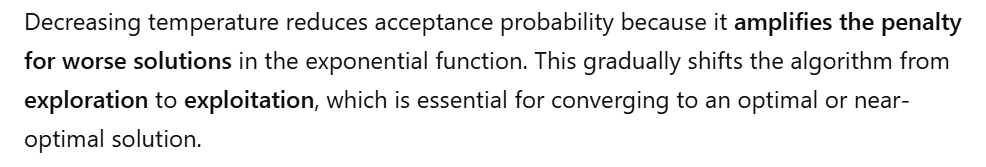 Decreasing temperature reduces acceptance probability because it amplifies the penalty
for worse solutions in the exponential function. This gradually shifts the algorithm from
exploration to exploitation, which is essential for converging to an optimal or near-
optimal solution.